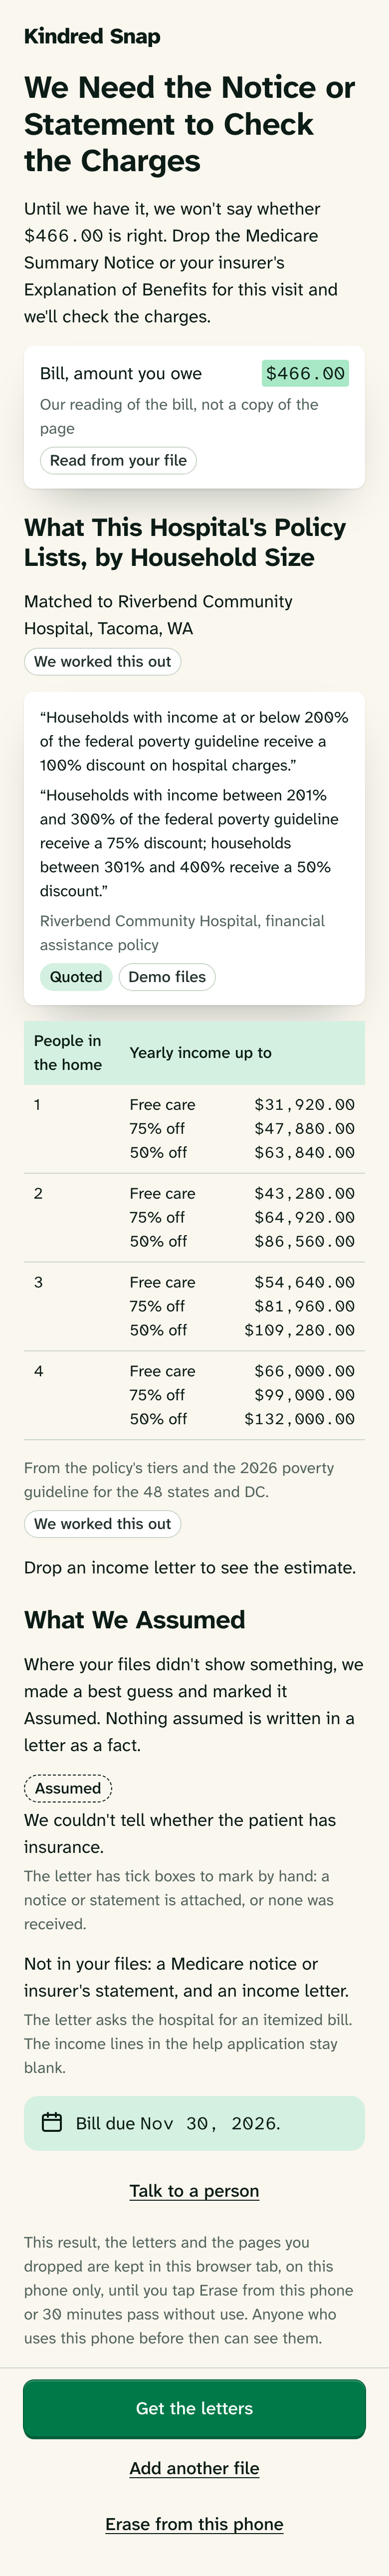 Kindred Snap
We Need the Notice or
Statement to Check
the Charges
Until we have it, we won't say whether
$466.00 is right. Drop the Medicare
Summary Notice or your insurer's
Explanation of Benefits for this visit and
we'll check the charges.
Bill, amount you owe $466.00
Our reading of the bill, not a copy of the
page
Read from your file
What This Hospital's Policy
Lists, by Household Size
Matched to Riverbend Community
Hospital, Tacoma, WA
We worked this out
“Households with income at or below 200%
of the federal poverty guideline receive a
100% discount on hospital charges.”
“Households with income between 201%
and 300% of the federal poverty guideline
receive a 75% discount; households
between 301% and 400% receive a 50%
discount.”
Riverbend Community Hospital, financial
assistance policy
Quoted Demo files
People in
the home Yearly income up to
1 Free care $31,920.00
75% off $47,880.00
50% off $63,840.00
2 Free care $43,280.00
75% off $64,920.00
50% off $86,560.00
3 Free care $54,640.00
75% off $81,960.00
50% off $109,280.00
4 Free care $66,000.00
75% off $99,000.00
50% off $132,000.00
From the policy's tiers and the 2026 poverty
guideline for the 48 states and DC.
We worked this out
Drop an income letter to see the estimate.
What We Assumed
Where your files didn't show something, we
made a best guess and marked it
Assumed. Nothing assumed is written in a
letter as a fact.
Assumed
We couldn't tell whether the patient has
insurance.
The letter has tick boxes to mark by hand: a
notice or statement is attached, or none was
received.
Not in your files: a Medicare notice or
insurer's statement, and an income letter.
The letter asks the hospital for an itemized bill.
The income lines in the help application stay
blank.
Bill due Nov 30, 2026.
Talk to a person
This result, the letters and the pages you
dropped are kept in this browser tab, on this
phone only, until you tap Erase from this phone
or 30 minutes pass without use. Anyone who
uses this phone before then can see them.
Get the letters
Add another file
Erase from this phone